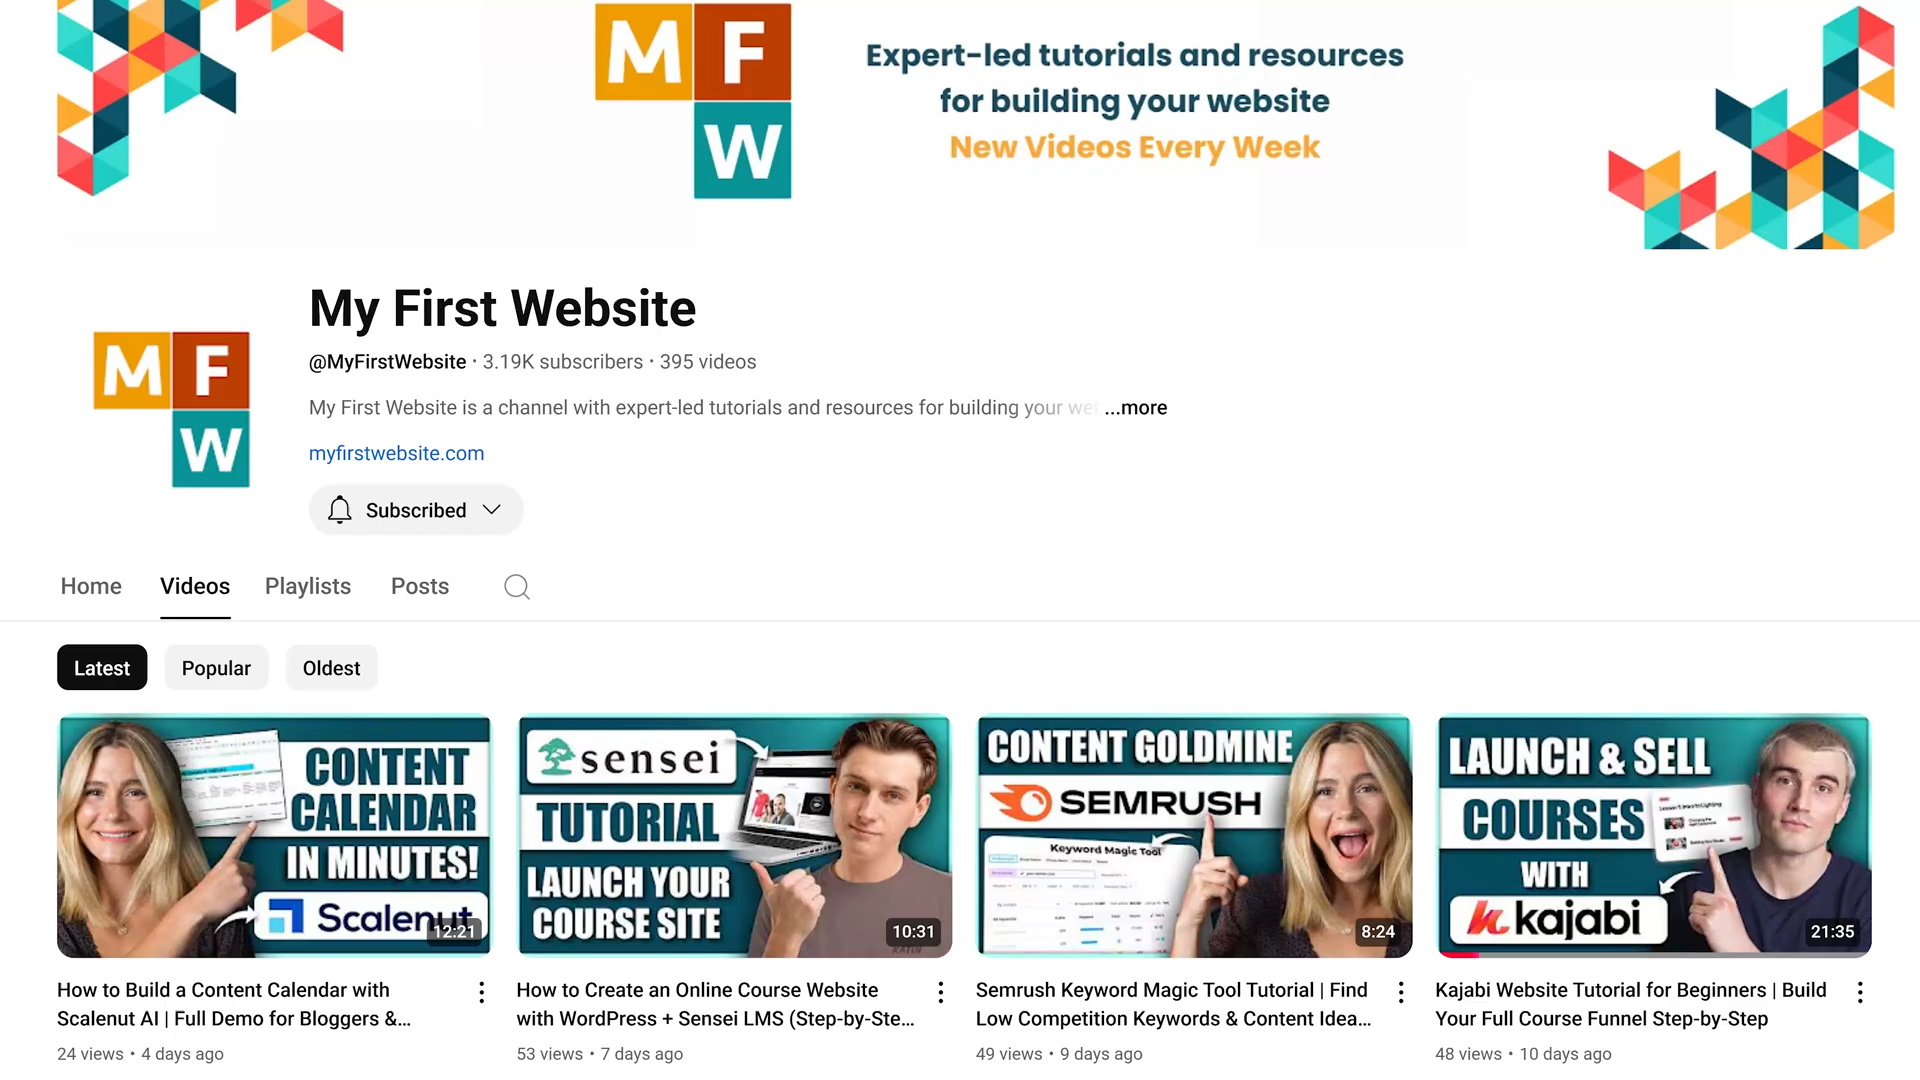 M F
W
Expert-led tutorials and resources
for building your website
New Videos Every Week
M F
W
My First Website
@MyFirstWebsite • 3.19K subscribers • 395 videos
My First Website is a channel with expert-led tutorials and resources for building your we ...more
myfirstwebsite.com
Subscribed
Home Videos Playlists Posts
Latest Popular Oldest
CONTENT
CALENDAR
IN MINUTES!
Scalenut
12:21
sensei
TUTORIAL
LAUNCH YOUR
COURSE SITE
10:31
CONTENT GOLDMINE
SEMRUSH
Keyword Magic Tool
8:24
LAUNCH & SELL
COURSES
WITH
kajabi
21:35
How to Build a Content Calendar with
Scalenut AI | Full Demo for Bloggers &...
24 views • 4 days ago
How to Create an Online Course Website
with WordPress + Sensei LMS (Step-by-Ste...
53 views • 7 days ago
Semrush Keyword Magic Tool Tutorial | Find
Low Competition Keywords & Content Idea...
49 views • 9 days ago
Kajabi Website Tutorial for Beginners | Build
Your Full Course Funnel Step-by-Step
48 views • 10 days ago